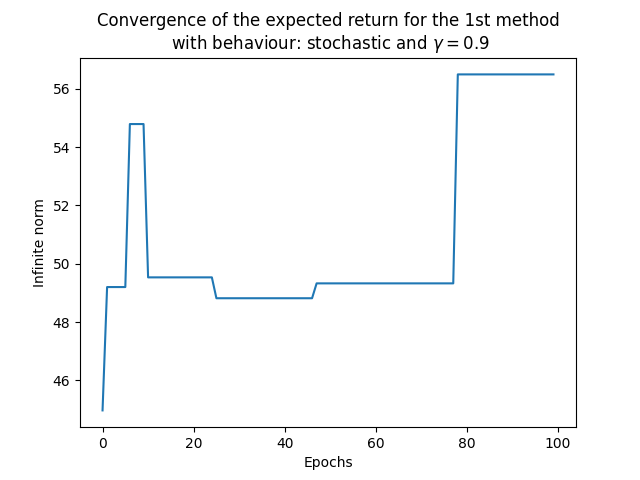 Convergence of the expected return for the 1st method
with behaviour: stochastic and γ = 0.9
56
54
52
50
48
46
Infinite norm
0 20 40 60 80 100
Epochs